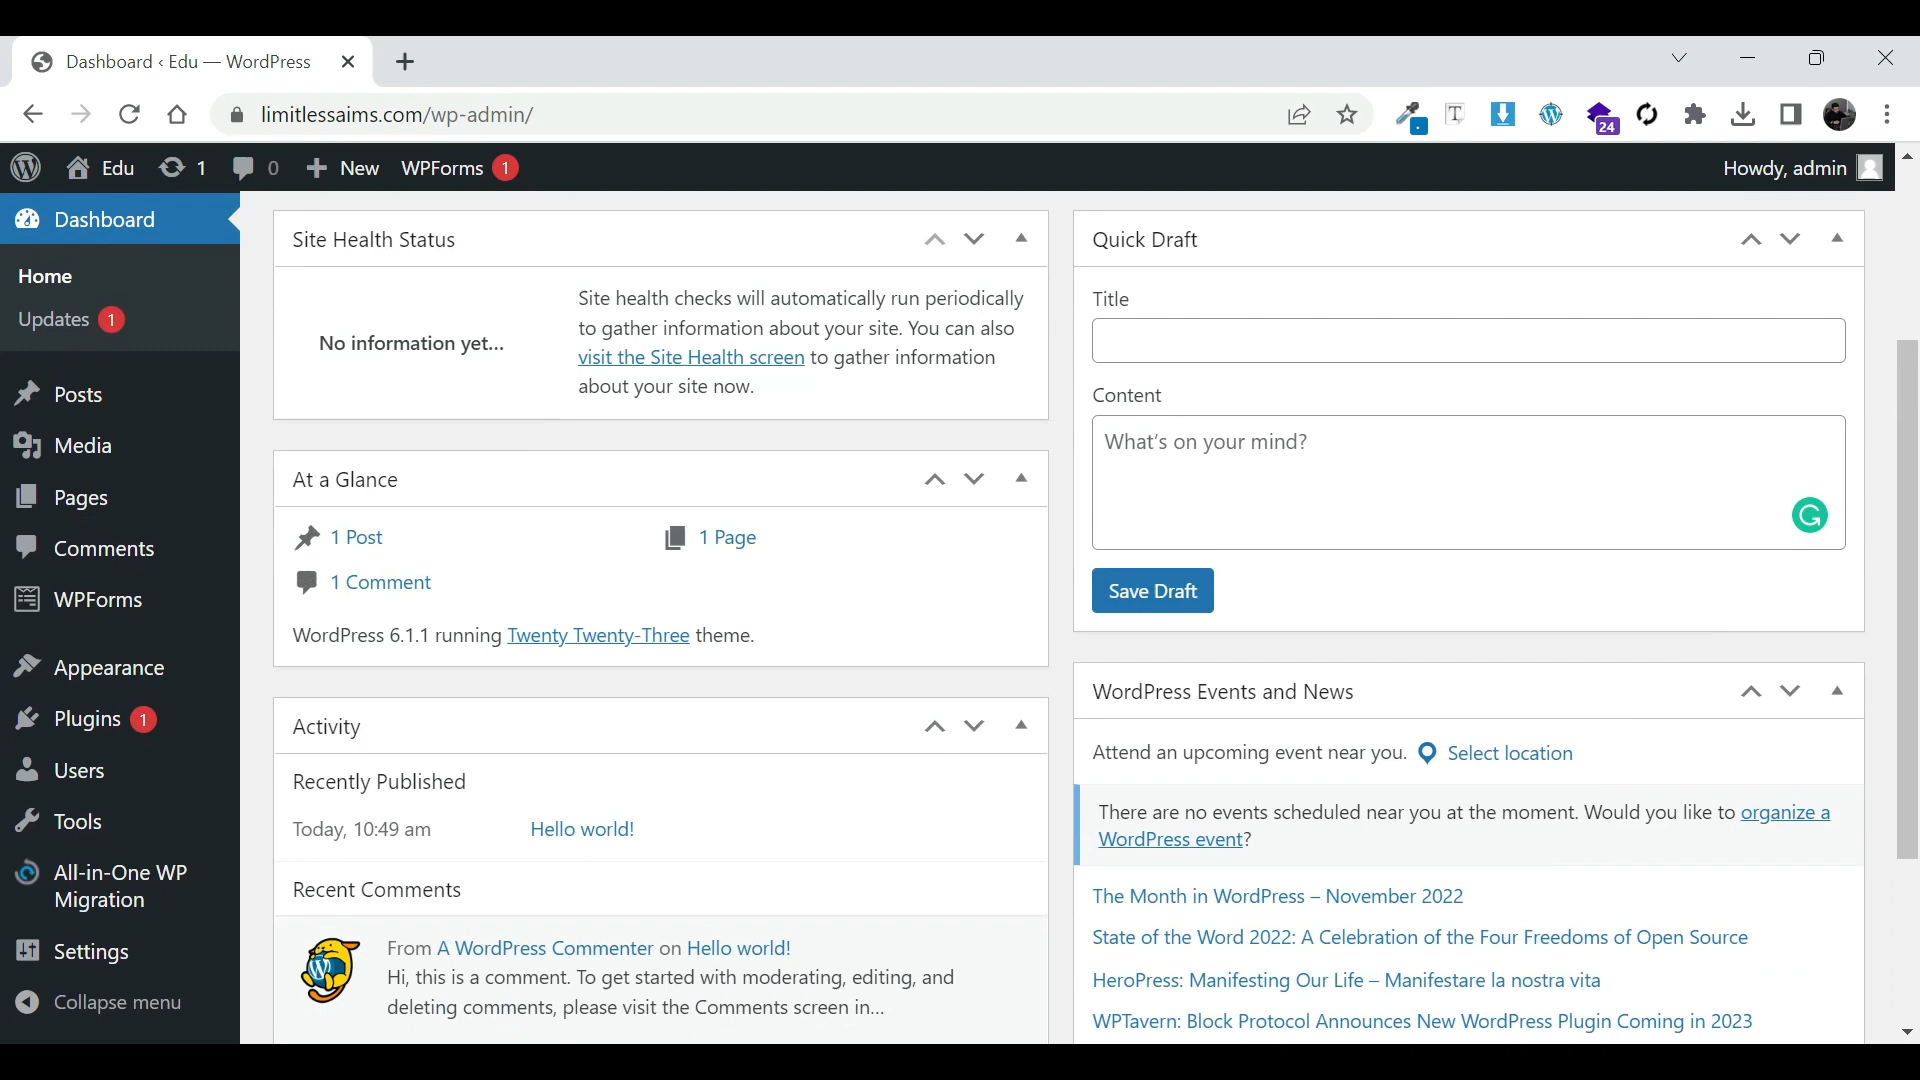 Dashboard ‹ Edu — WordPress
limitlessaims.com/wp-admin/
24
Edu 1 0 New WPForms 1
Howdy, admin
Dashboard
Home
Updates 1
Posts
Media
Pages
Comments
WPForms
Appearance
Plugins 1
Users
Tools
All-in-One WP
Migration
Settings
Collapse menu
Site Health Status
No information yet...
Site health checks will automatically run periodically
to gather information about your site. You can also
visit the Site Health screen to gather information
about your site now.
At a Glance
1 Post
1 Page
1 Comment
WordPress 6.1.1 running Twenty Twenty-Three theme.
Activity
Recently Published
Today, 10:49 am Hello world!
Recent Comments
From A WordPress Commenter on Hello world!
Hi, this is a comment. To get started with moderating, editing, and
deleting comments, please visit the Comments screen in...
Quick Draft
Title
Content
What's on your mind?
Save Draft
WordPress Events and News
Attend an upcoming event near you. Select location
There are no events scheduled near you at the moment. Would you like to organize a
WordPress event?
The Month in WordPress – November 2022
State of the Word 2022: A Celebration of the Four Freedoms of Open Source
HeroPress: Manifesting Our Life – Manifestare la nostra vita
WPTavern: Block Protocol Announces New WordPress Plugin Coming in 2023